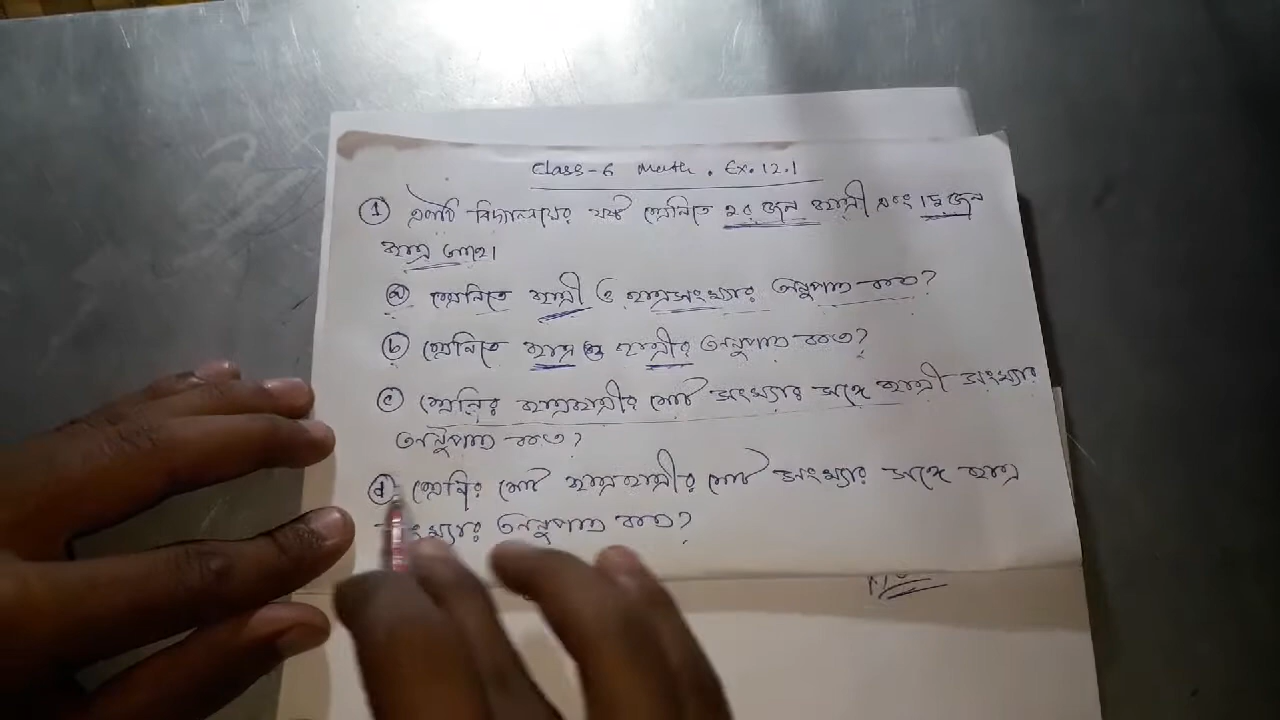 Class-6 Math. Ex.12.1
① একটি বিদ্যালয়ের ষষ্ঠ শ্রেনিতে ২৫ জন ছাত্রী এবং ১৮ জন
ছাত্র আছে।
ⓐ শ্রেনিতে ছাত্রী ও ছাত্রসংখ্যার অনুপাত কত?
ⓑ শ্রেনিতে ছাত্র ও ছাত্রীর অনুপাত কত?
ⓒ শ্রেনির ছাত্রছাত্রীর মোট সংখ্যার সঙ্গে ছাত্রী সংখ্যার
অনুপাত কত?
ⓓ শ্রেনির মোট ছাত্রছাত্রীর মোট সংখ্যার সঙ্গে ছাত্র
সংখ্যার অনুপাত কত?